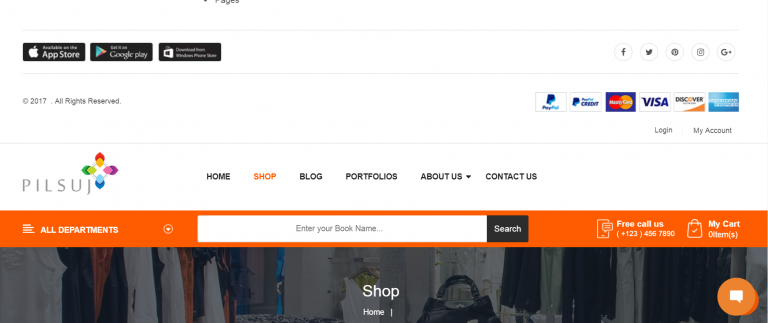 Pages
Available on the
App Store
Get it on
Google play
Download from
Windows Phone Store
f
G+
© 2017 . All Rights Reserved.
PayPal
PayPal
CREDIT
MasterCard
VISA
DISCOVER
Login
My Account
PILSUJ
HOME
SHOP
BLOG
PORTFOLIOS
ABOUT US
CONTACT US
ALL DEPARTMENTS
Enter your Book Name...
Search
Free call us
( +123 ) 456 7890
My Cart
0Item(s)
Shop
Home |